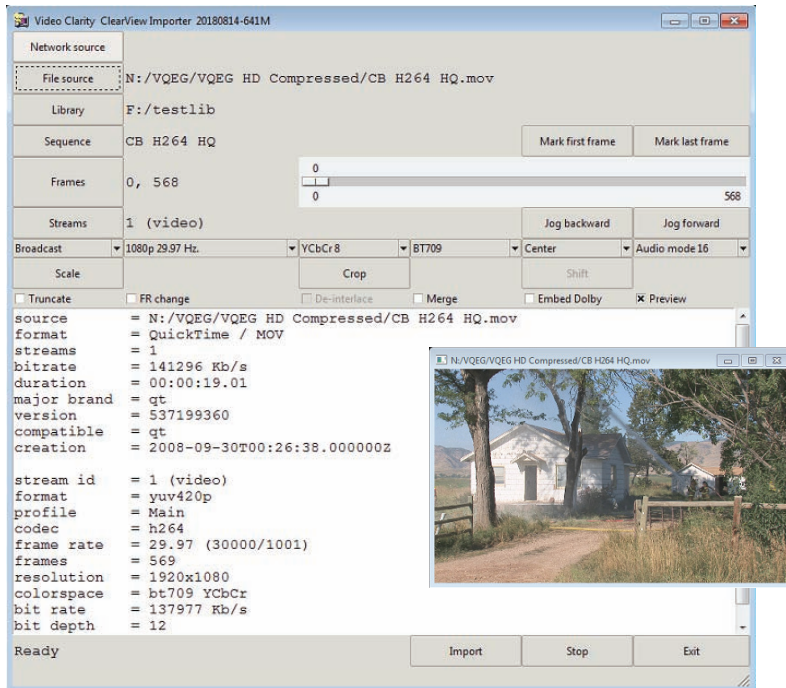 Video Clarity ClearView Importer 20180814-641M
Network source
File source N:/VQEG/VQEG HD Compressed/CB H264 HQ.mov
Library F:/testlib
Sequence CB H264 HQ Mark first frame Mark last frame
Frames 0, 568 0
0 568
Streams 1 (video) Jog backward Jog forward
Broadcast 1080p 29.97 Hz. YCbCr8 BT709 Center Audio mode 16
Scale Crop Shift
Truncate FR change De-interlace Merge Embed Dolby Preview
source = N:/VQEG/VQEG HD Compressed/CB H264 HQ.mov
format = QuickTime / MOV
streams = 1
bitrate = 141296 Kb/s
duration = 00:00:19.01
major brand = qt
version = 537199360
compatible = qt
creation = 2008-09-30T00:26:38.000000Z
stream id = 1 (video)
format = yuv420p
profile = Main
codec = h264
frame rate = 29.97 (30000/1001)
frames = 569
resolution = 1920x1080
colorspace = bt709 YCbCr
bit rate = 137977 Kb/s
bit depth = 12
N:/VQEG/VQEG HD Compressed/CB H264 HQ.mov
Ready Import Stop Exit